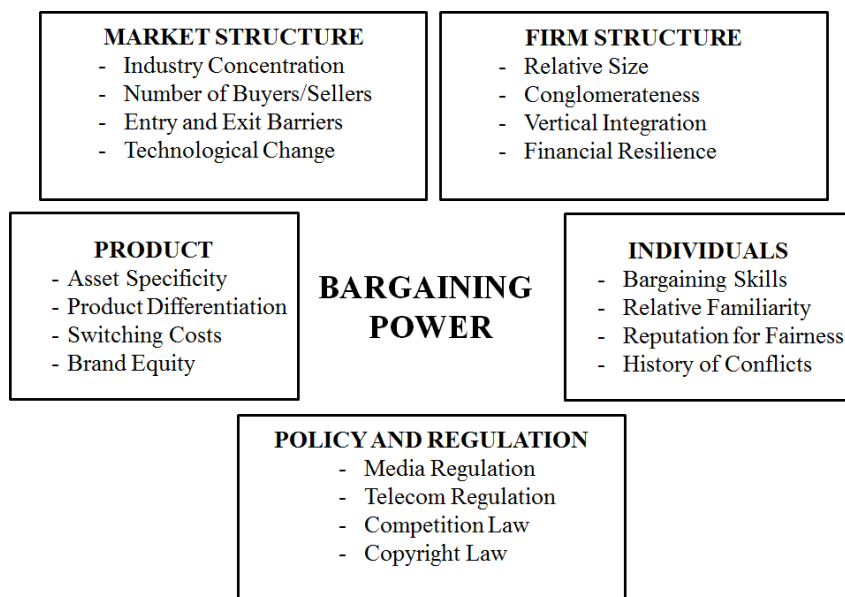 MARKET STRUCTURE
- Industry Concentration
- Number of Buyers/Sellers
- Entry and Exit Barriers
- Technological Change
FIRM STRUCTURE
- Relative Size
- Conglomerateness
- Vertical Integration
- Financial Resilience
PRODUCT
- Asset Specificity
- Product Differentiation
- Switching Costs
- Brand Equity
BARGAINING
POWER
INDIVIDUALS
- Bargaining Skills
- Relative Familiarity
- Reputation for Fairness
- History of Conflicts
POLICY AND REGULATION
- Media Regulation
- Telecom Regulation
- Competition Law
- Copyright Law